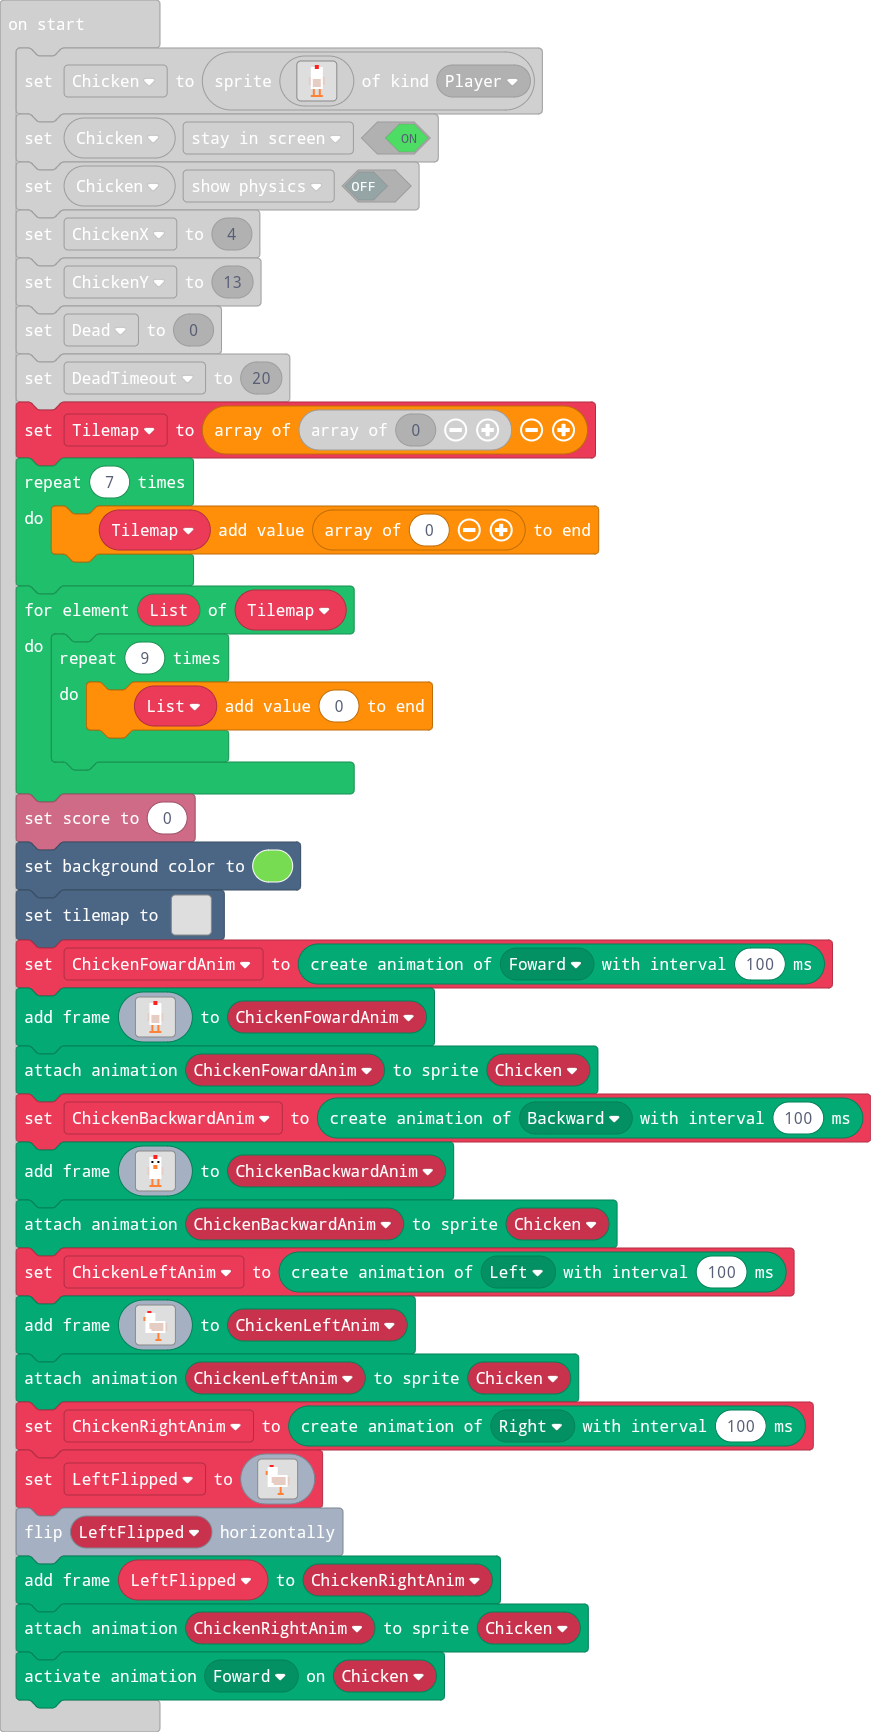 on start
set Chicken to sprite of kind Player
set Chicken stay in screen ON
set Chicken show physics OFF
set ChickenX to 4
set ChickenY to 13
set Dead to 0
set DeadTimeout to 20
set Tilemap to array of array of 0
repeat 7 times
do Tilemap add value array of 0 to end
for element List of Tilemap
do repeat 9 times
do List add value 0 to end
set score to 0
set background color to
set tilemap to
set ChickenFowardAnim to create animation of Foward with interval 100 ms
add frame to ChickenFowardAnim
attach animation ChickenFowardAnim to sprite Chicken
set ChickenBackwardAnim to create animation of Backward with interval 100 ms
add frame to ChickenBackwardAnim
attach animation ChickenBackwardAnim to sprite Chicken
set ChickenLeftAnim to create animation of Left with interval 100 ms
add frame to ChickenLeftAnim
attach animation ChickenLeftAnim to sprite Chicken
set ChickenRightAnim to create animation of Right with interval 100 ms
set LeftFlipped to
flip LeftFlipped horizontally
add frame LeftFlipped to ChickenRightAnim
attach animation ChickenRightAnim to sprite Chicken
activate animation Foward on Chicken